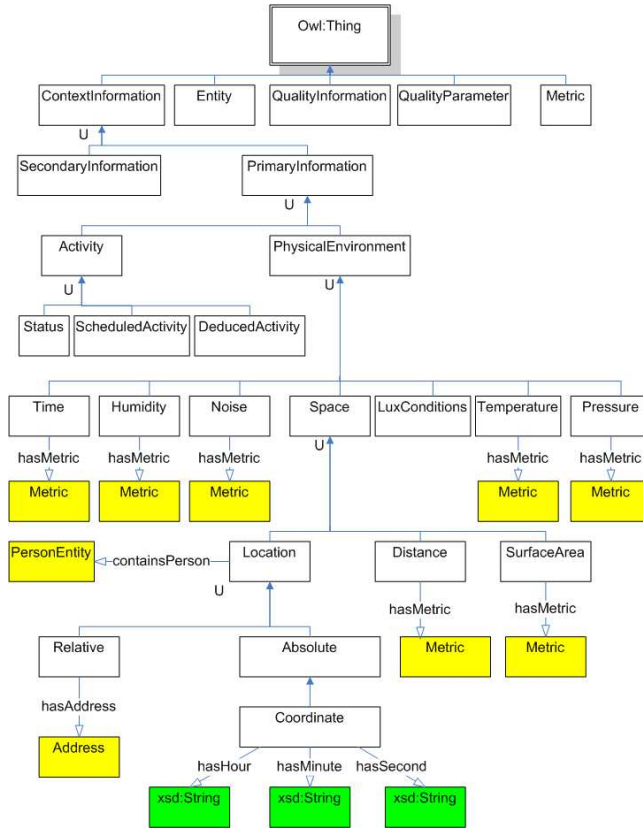 Owl:Thing
ContextInformation
Entity
QualityInformation
QualityParameter
Metric
U
SecondaryInformation
PrimaryInformation
U
Activity
PhysicalEnvironment
U
U
Status
ScheduledActivity
DeducedActivity
Time
Humidity
Noise
Space
LuxConditions
Temperature
Pressure
U
hasMetric
hasMetric
hasMetric
hasMetric
hasMetric
Metric
Metric
Metric
Metric
Metric
PersonEntity
containsPerson
Location
Distance
SurfaceArea
U
hasMetric
hasMetric
Relative
Absolute
Metric
Metric
hasAddress
Coordinate
Address
hasHour
hasMinute
hasSecond
xsd:String
xsd:String
xsd:String